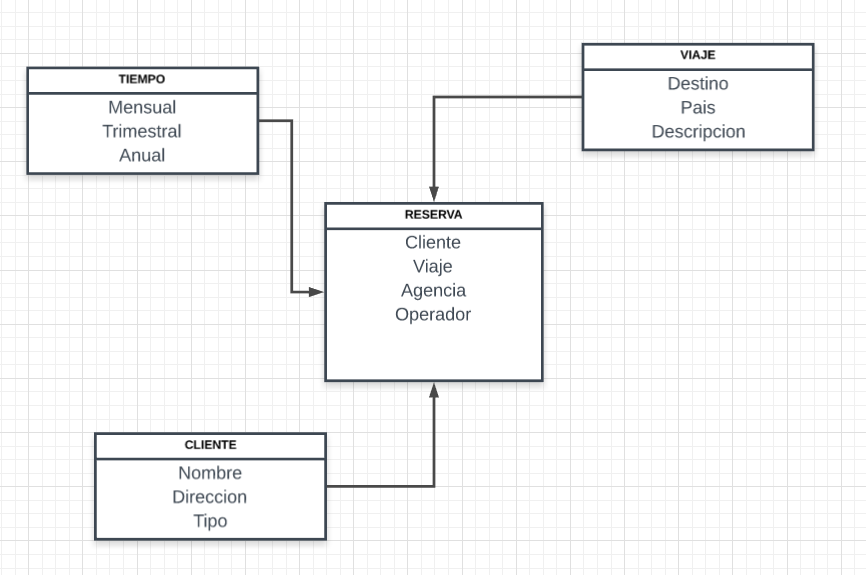 TIEMPO
Mensual
Trimestral
Anual
VIAJE
Destino
Pais
Descripcion
RESERVA
Cliente
Viaje
Agencia
Operador
CLIENTE
Nombre
Direccion
Tipo